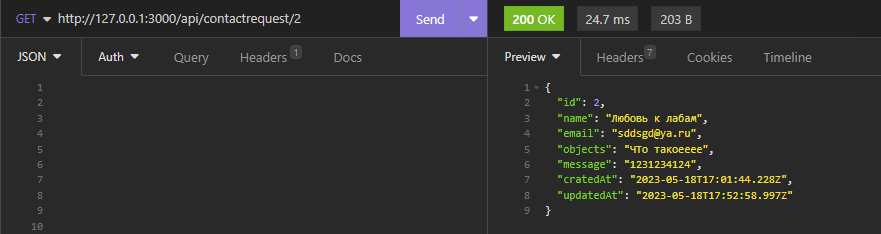 GET http://127.0.0.1:3000/api/contactrequest/2 Send 200 OK 24.7 ms 203 B
JSON Auth Query Headers 1 Docs Preview Headers 7 Cookies Timeline
1
2
3
4
5
6
7
8
9
10
1 {
2 "id": 2,
3 "name": "Любовь к лабам",
4 "email": "sddsgd@ya.ru",
5 "objects": "ЧТо такоееее",
6 "message": "1231234124",
7 "cratedAt": "2023-05-18T17:01:44.228Z",
8 "updatedAt": "2023-05-18T17:52:58.997Z"
9 }